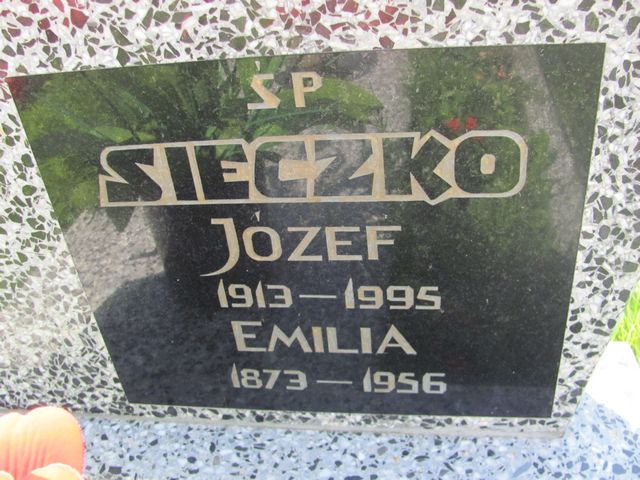 ŚP
SIECZKO
JÓZEF
1913—1995
EMILIA
1873—1956